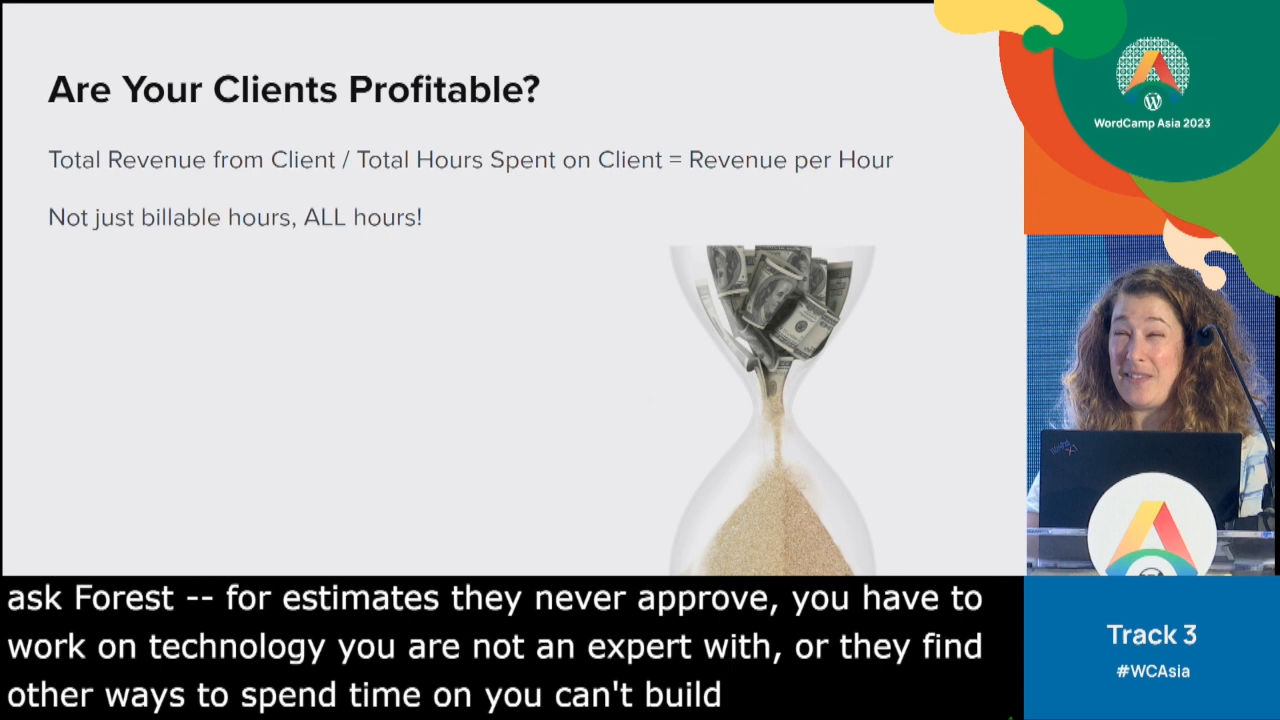 Are Your Clients Profitable?
Total Revenue from Client / Total Hours Spent on Client = Revenue per Hour
Not just billable hours, ALL hours!
WordCamp Asia 2023
ask Forest -- for estimates they never approve, you have to
work on technology you are not an expert with, or they find
other ways to spend time on you can't build
Track 3
#WCAsia